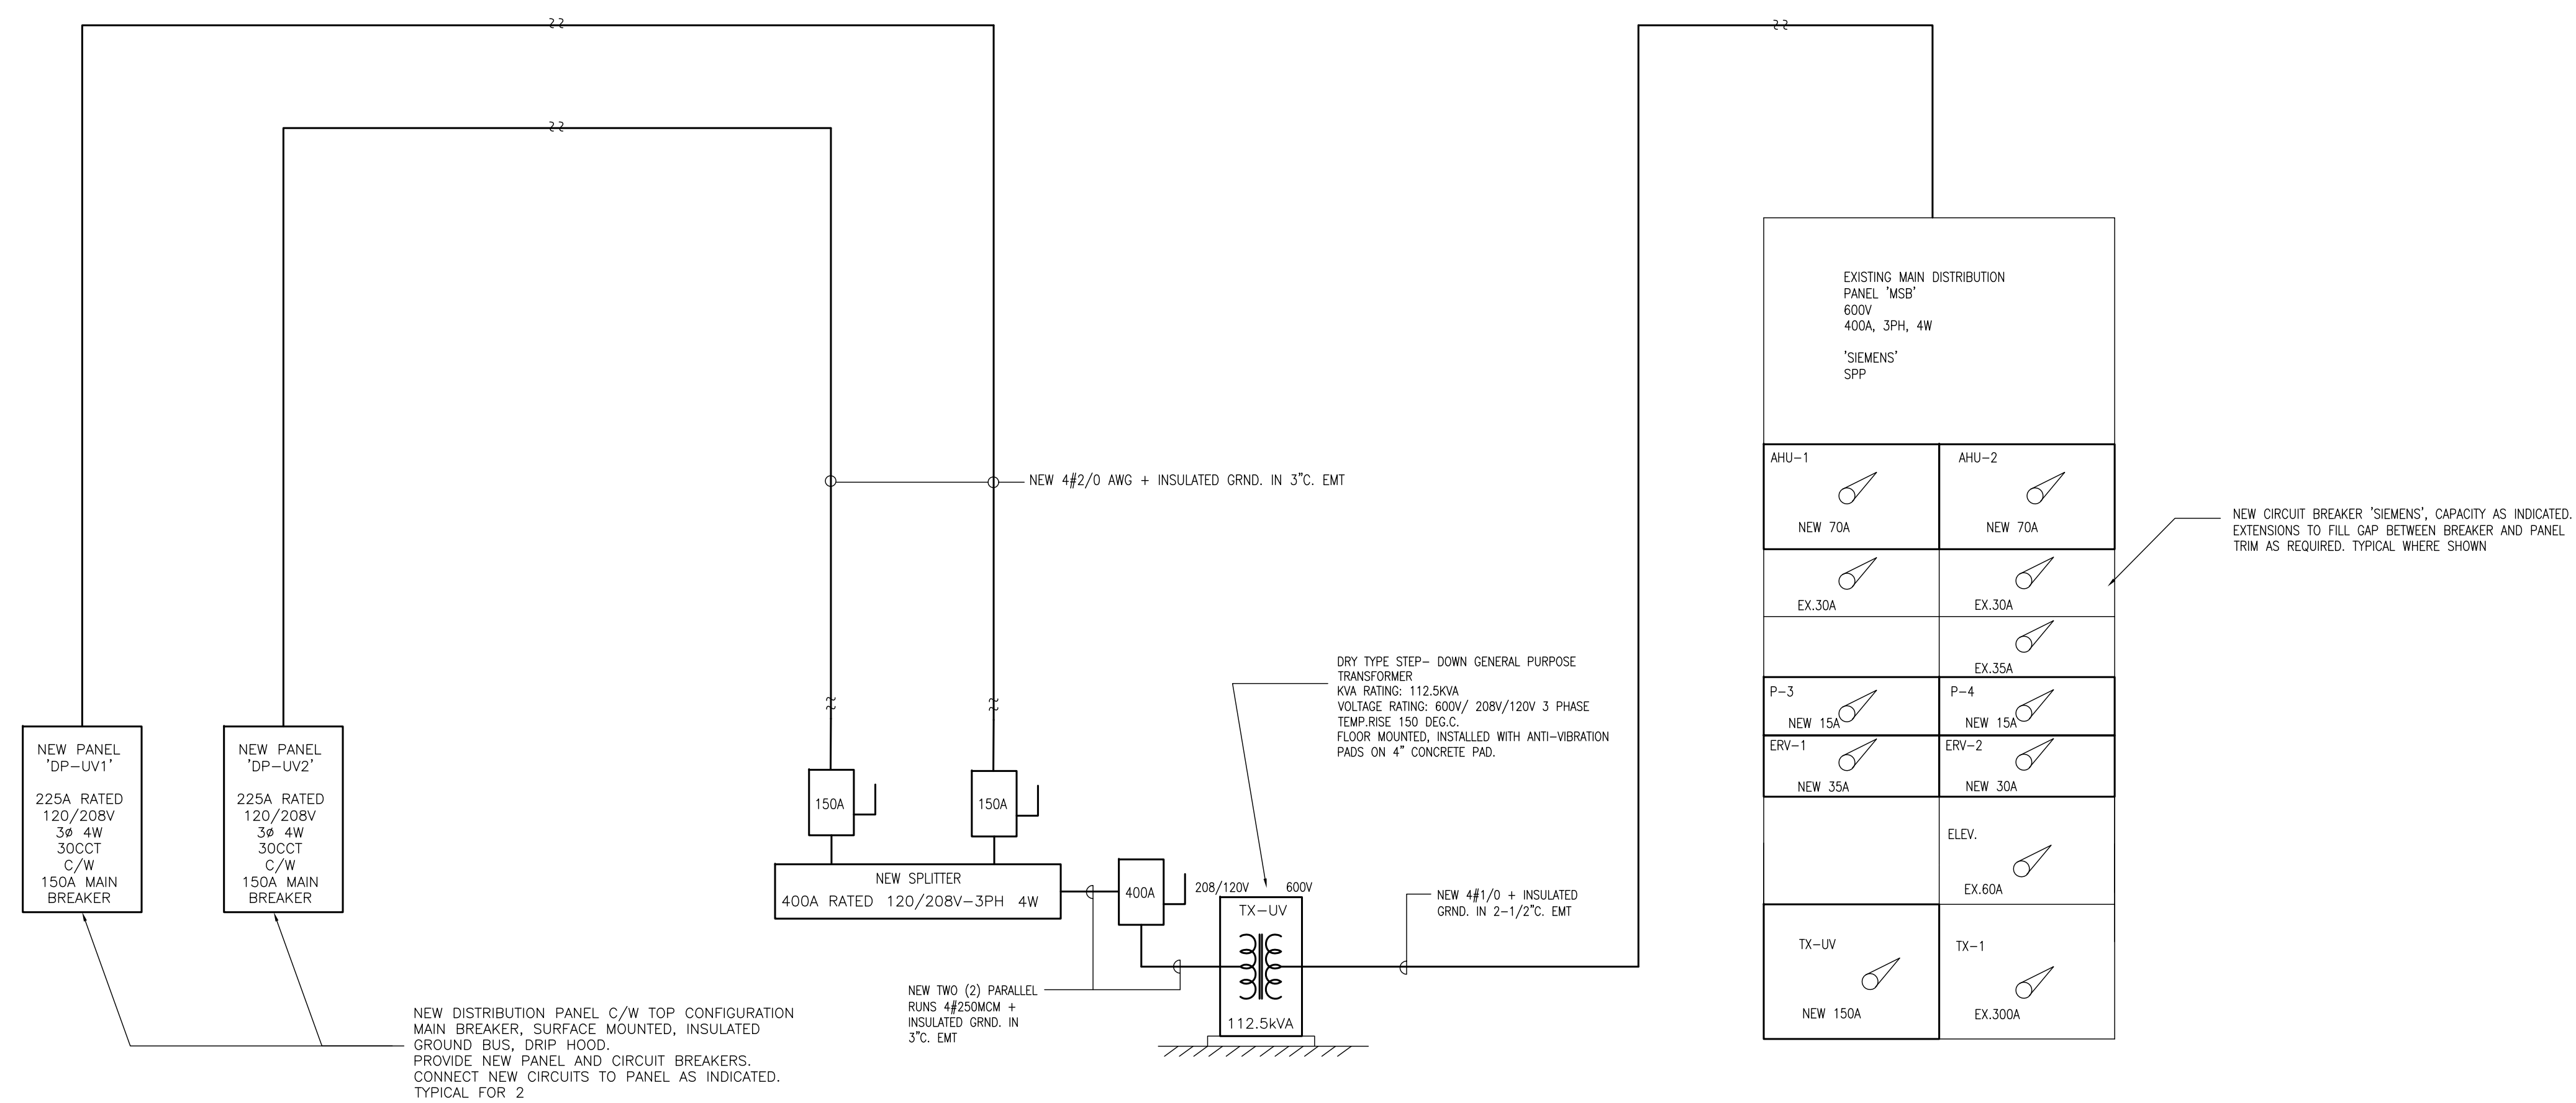 NEW PANEL
'DP-UV1'
225A RATED
120/208V
3ø 4W
30CCT
C/W
150A MAIN
BREAKER
NEW PANEL
'DP-UV2'
225A RATED
120/208V
3ø 4W
30CCT
C/W
150A MAIN
BREAKER
NEW DISTRIBUTION PANEL C/W TOP CONFIGURATION
MAIN BREAKER, SURFACE MOUNTED, INSULATED
GROUND BUS, DRIP HOOD.
PROVIDE NEW PANEL AND CIRCUIT BREAKERS.
CONNECT NEW CIRCUITS TO PANEL AS INDICATED.
TYPICAL FOR 2
NEW 4#2/0 AWG + INSULATED GRND. IN 3"C. EMT
150A
150A
NEW SPLITTER
400A RATED 120/208V-3PH 4W
400A
NEW TWO (2) PARALLEL
RUNS 4#250MCM +
INSULATED GRND. IN
3"C. EMT
DRY TYPE STEP- DOWN GENERAL PURPOSE
TRANSFORMER
KVA RATING: 112.5KVA
VOLTAGE RATING: 600V/ 208V/120V 3 PHASE
TEMP.RISE 150 DEG.C.
FLOOR MOUNTED, INSTALLED WITH ANTI-VIBRATION
PADS ON 4" CONCRETE PAD.
208/120V
600V
TX-UV
112.5kVA
NEW 4#1/0 + INSULATED
GRND. IN 2-1/2"C. EMT
EXISTING MAIN DISTRIBUTION
PANEL 'MSB'
600V
400A, 3PH, 4W
'SIEMENS'
SPP
AHU-1
NEW 70A
AHU-2
NEW 70A
EX.30A
EX.30A
EX.35A
P-3
NEW 15A
P-4
NEW 15A
ERV-1
NEW 35A
ERV-2
NEW 30A
ELEV.
EX.60A
TX-UV
NEW 150A
TX-1
EX.300A
NEW CIRCUIT BREAKER 'SIEMENS', CAPACITY AS INDICATED.
EXTENSIONS TO FILL GAP BETWEEN BREAKER AND PANEL
TRIM AS REQUIRED. TYPICAL WHERE SHOWN